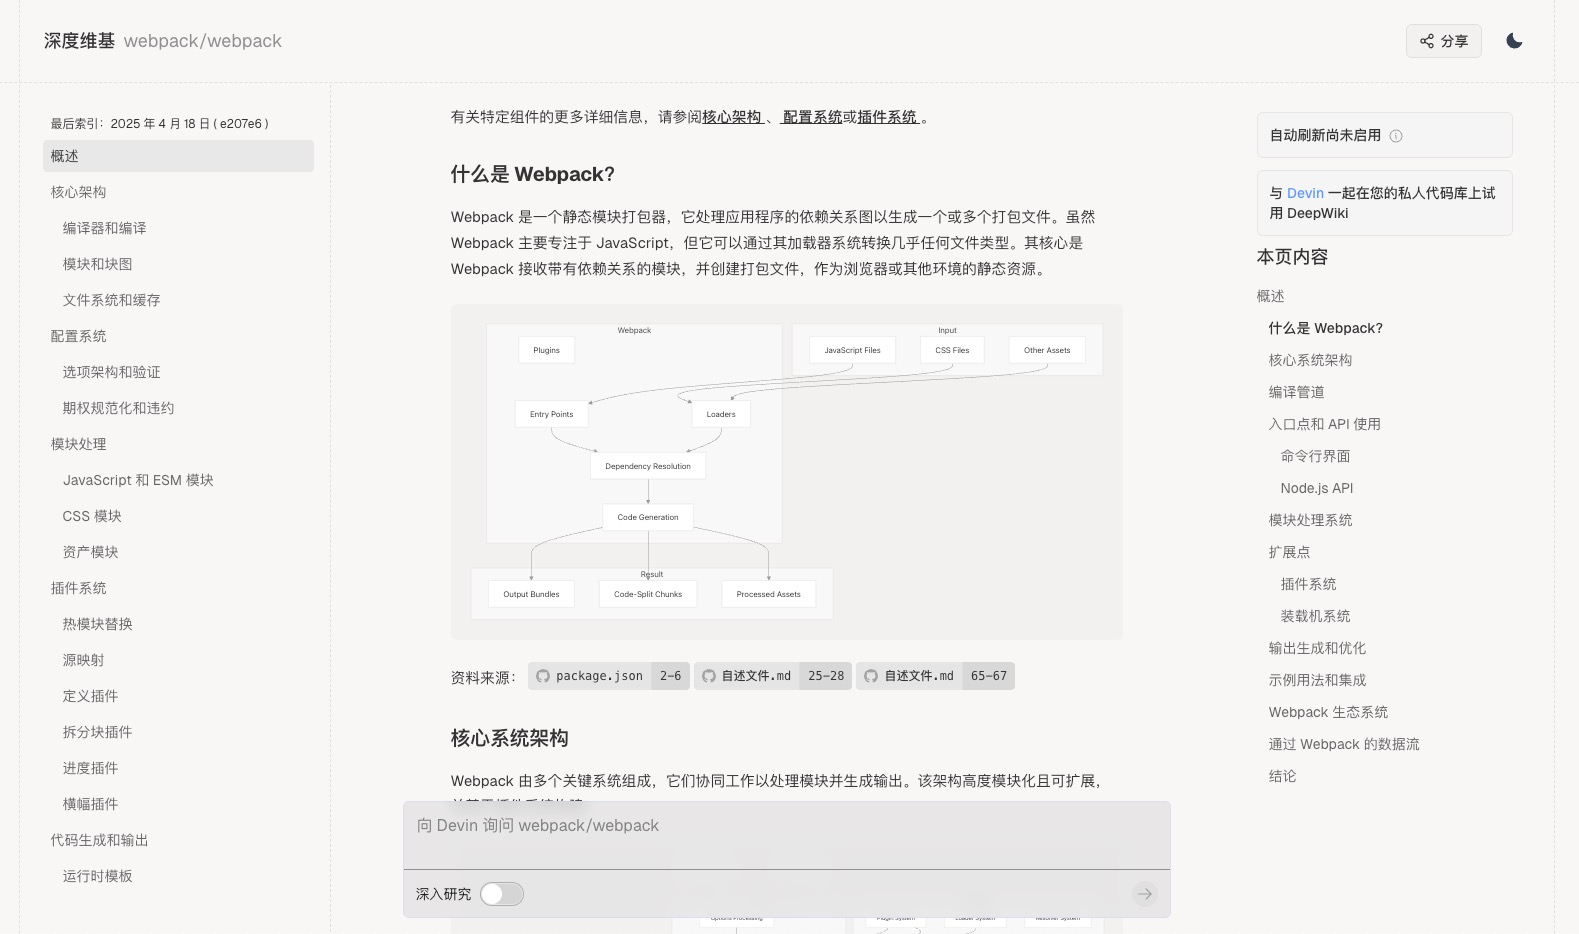 深度维基 webpack/webpack
分享
最后索引： 2025 年 4 月 18 日 ( e207e6 )
概述
核心架构
编译器和编译
模块和块图
文件系统和缓存
配置系统
选项架构和验证
期权规范化和违约
模块处理
JavaScript 和 ESM 模块
CSS 模块
资产模块
插件系统
热模块替换
源映射
定义插件
拆分块插件
进度插件
横幅插件
代码生成和输出
运行时模板
有关特定组件的更多详细信息，请参阅核心架构 、 配置系统或插件系统 。
什么是 Webpack？
Webpack 是一个静态模块打包器，它处理应用程序的依赖关系图以生成一个或多个打包文件。虽然
Webpack 主要专注于 JavaScript，但它可以通过其加载器系统转换几乎任何文件类型。其核心是
Webpack 接收带有依赖关系的模块，并创建打包文件，作为浏览器或其他环境的静态资源。
Webpack
Input
Plugins
JavaScript Files
CSS Files
Other Assets
Entry Points
Loaders
Dependency Resolution
Code Generation
Result
Output Bundles
Code-Split Chunks
Processed Assets
资料来源： package.json 2-6 自述文件.md 25-28 自述文件.md 65-67
核心系统架构
Webpack 由多个关键系统组成，它们协同工作以处理模块并生成输出。该架构高度模块化且可扩展，
向 Devin 询问 webpack/webpack
深入研究
Options Processing
Plugin System
Loader System
Resolver System
自动刷新尚未启用
与 Devin 一起在您的私人代码库上试
用 DeepWiki
本页内容
概述
什么是 Webpack？
核心系统架构
编译管道
入口点和 API 使用
命令行界面
Node.js API
模块处理系统
扩展点
插件系统
装载机系统
输出生成和优化
示例用法和集成
Webpack 生态系统
通过 Webpack 的数据流
结论